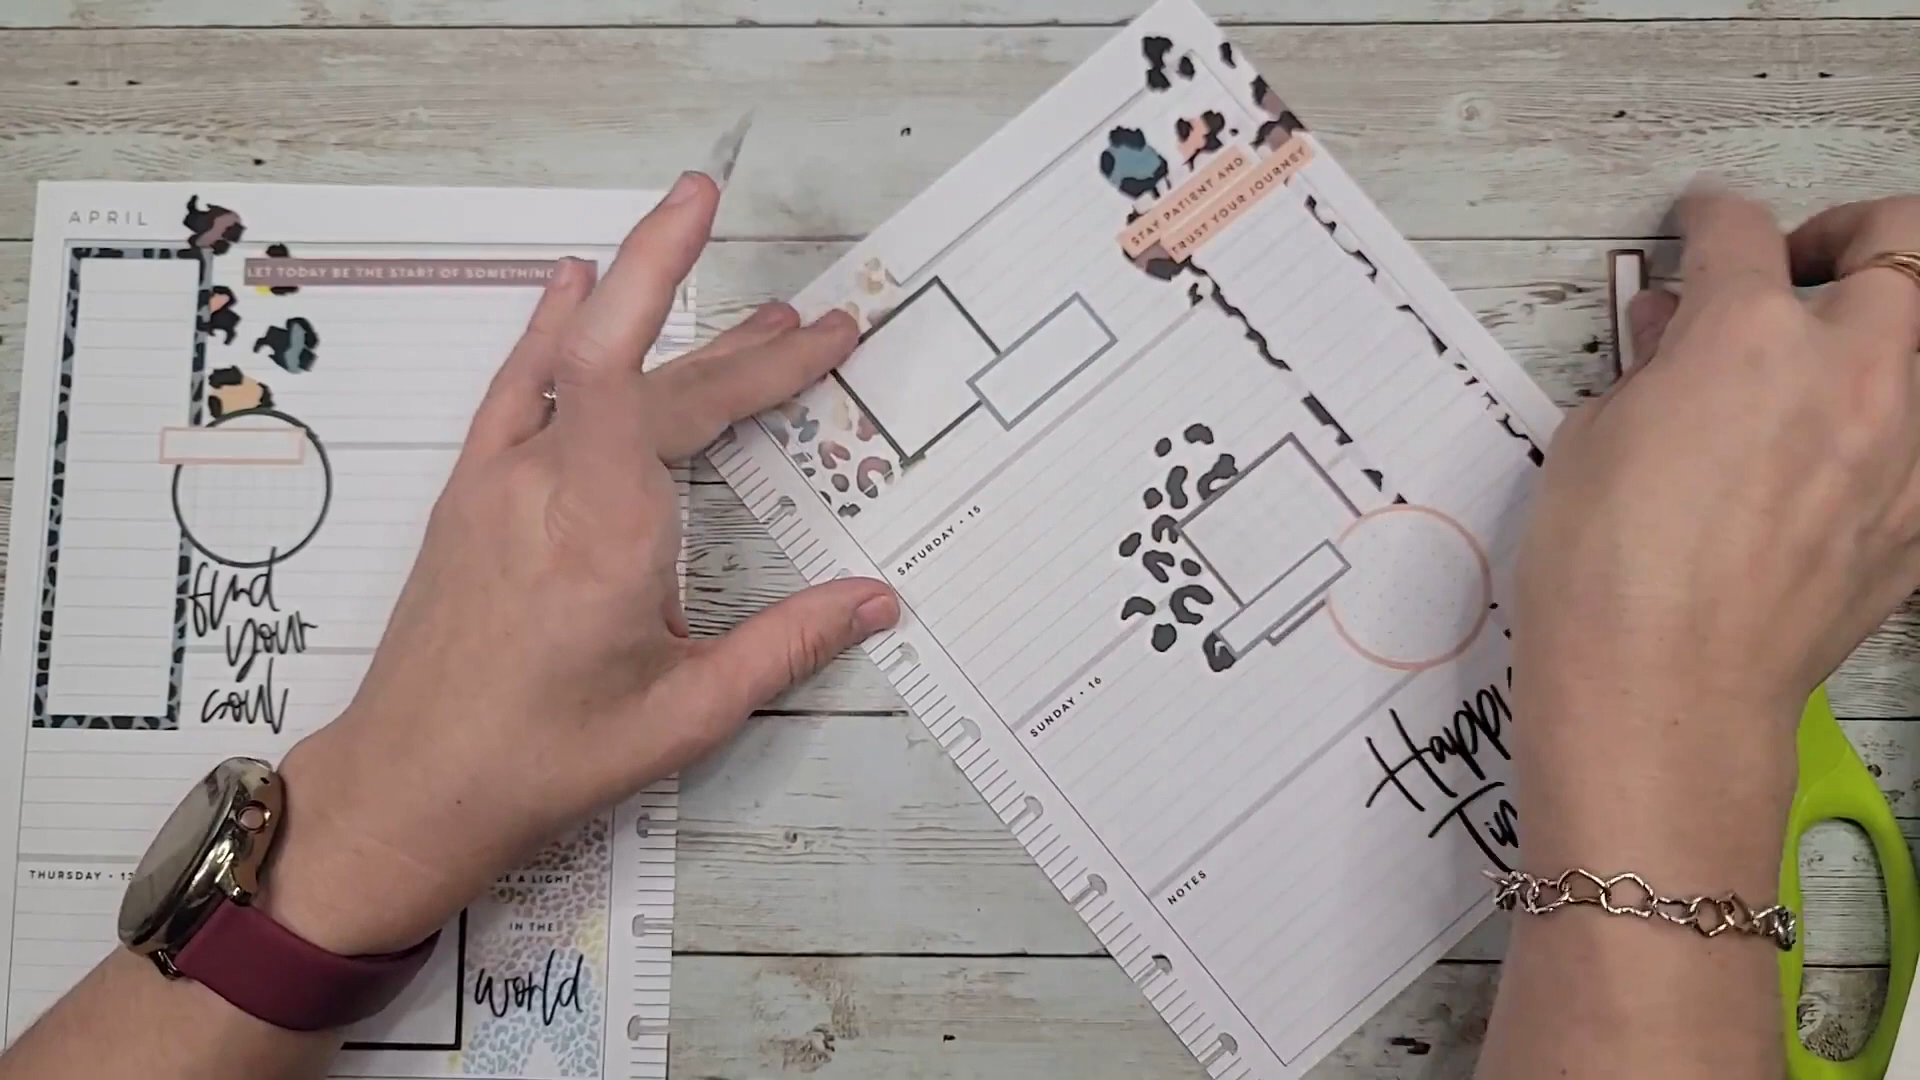 APRIL
LET TODAY BE THE START OF SOMETHING
find
your
soul
THURSDAY • 13
A LIGHT
IN THE
world
STAY PATIENT AND
TRUST YOUR JOURNEY
SATURDAY • 15
SUNDAY • 16
NOTES